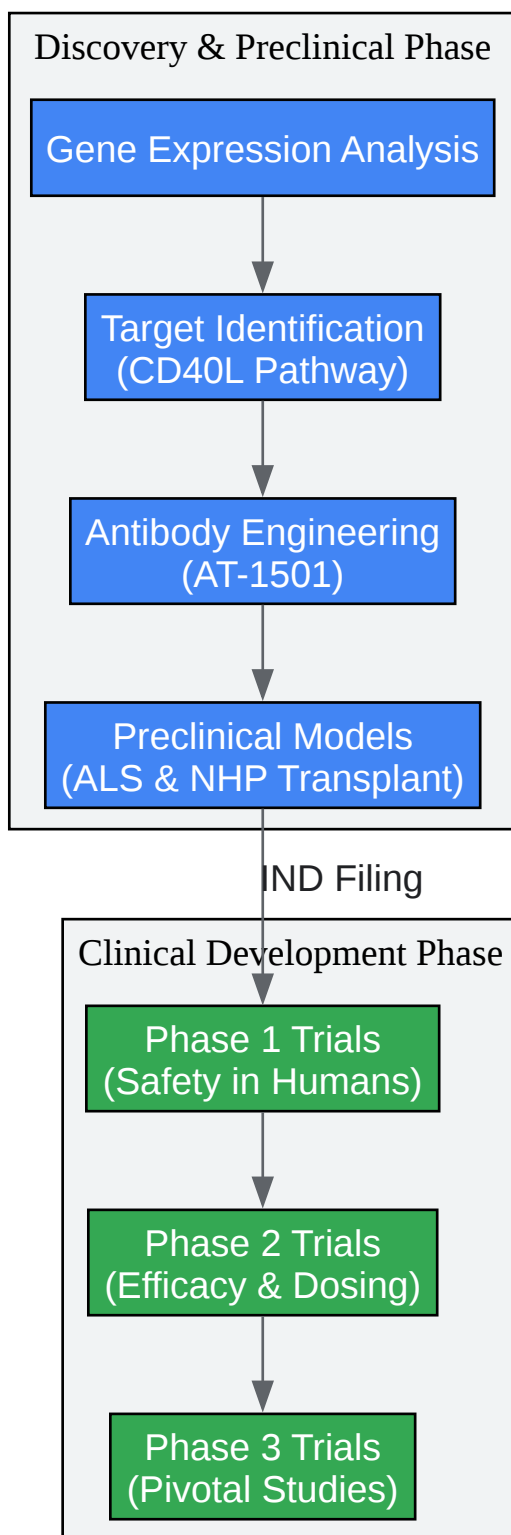 Discovery & Preclinical Phase
Gene Expression Analysis
Target Identification
(CD40L Pathway)
Antibody Engineering
(AT-1501)
Preclinical Models
(ALS & NHP Transplant)
IND Filing
Clinical Development Phase
Phase 1 Trials
(Safety in Humans)
Phase 2 Trials
(Efficacy & Dosing)
Phase 3 Trials
(Pivotal Studies)